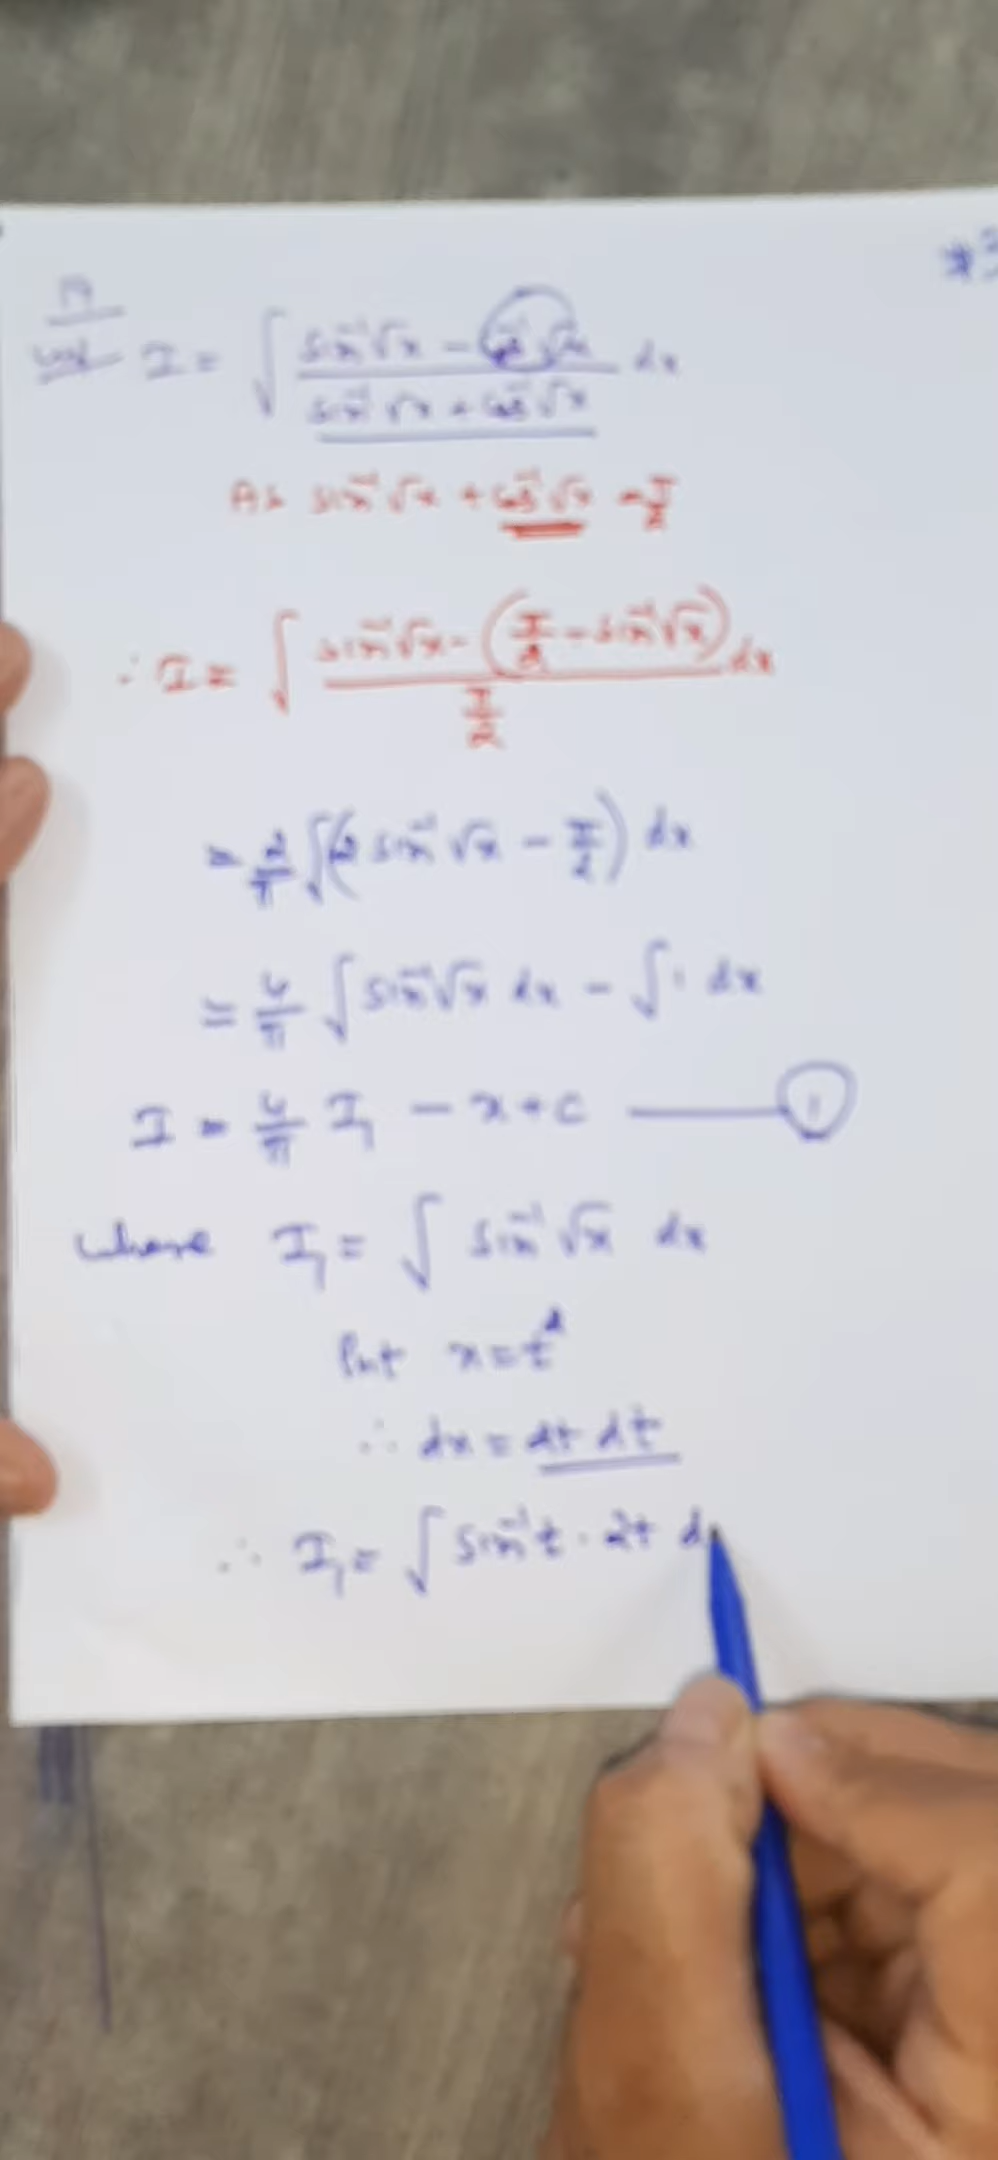 I = ∫ (sin⁻¹√x − cos⁻¹√x)/(sin⁻¹√x + cos⁻¹√x) dx
As sin⁻¹√x + cos⁻¹√x = π/2
∴ I = ∫ (sin⁻¹√x − (π/2 − sin⁻¹√x))/(π/2) dx
= 2/π ∫(2 sin⁻¹√x − π/2) dx
= 4/π ∫ sin⁻¹√x dx − ∫1 dx
I = 4/π I₁ − x + c —— ①
where I₁ = ∫ sin⁻¹√x dx
Put x = t²
∴ dx = 2t dt
∴ I₁ = ∫ sin⁻¹t · 2t d